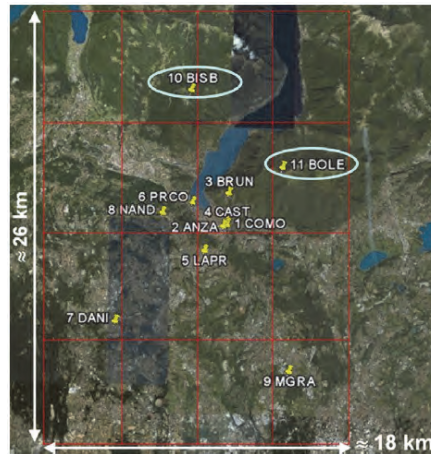 10 BISB
11 BOLE
3 BRUN
6 PRCO
8 NAND
4 CAST
2 ANZA
1 COMO
5 LAPR
7 DANI
9 MGRA
≈ 26 km
≈ 18 km